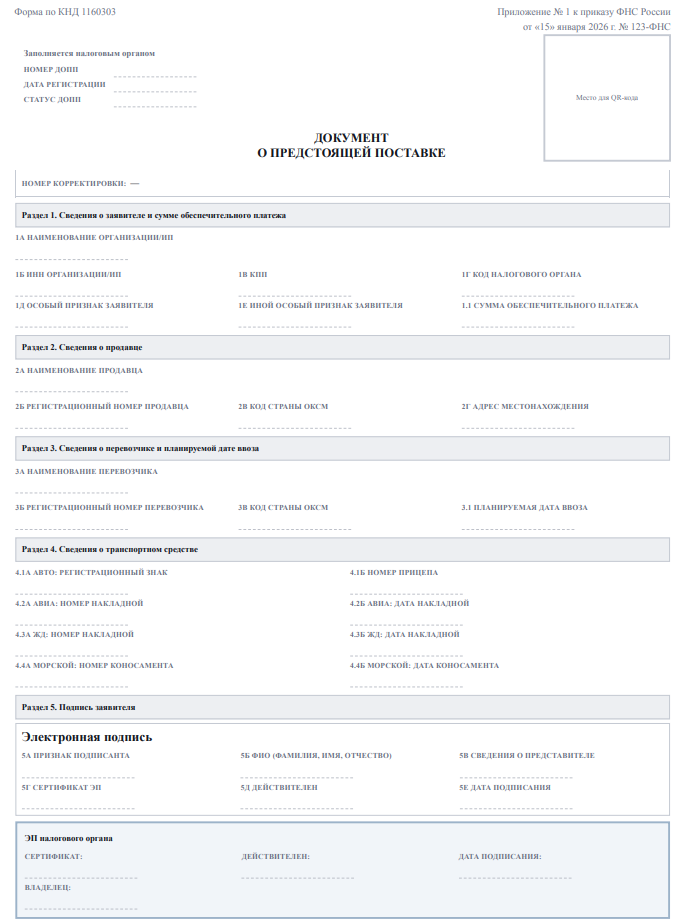 Форма по КНД 1160303
Приложение № 1 к приказу ФНС России
от «15» января 2026 г. № 123-ФНС
Заполняется налоговым органом
НОМЕР ДОПП
ДАТА РЕГИСТРАЦИИ
СТАТУС ДОПП
Место для QR-кода
ДОКУМЕНТ
О ПРЕДСТОЯЩЕЙ ПОСТАВКЕ
НОМЕР КОРРЕКТИРОВКИ: —
Раздел 1. Сведения о заявителе и сумме обеспечительного платежа
1А НАИМЕНОВАНИЕ ОРГАНИЗАЦИИ/ИП
1Б ИНН ОРГАНИЗАЦИИ/ИП 1В КПП 1Г КОД НАЛОГОВОГО ОРГАНА
1Д ОСОБЫЙ ПРИЗНАК ЗАЯВИТЕЛЯ 1Е ИНОЙ ОСОБЫЙ ПРИЗНАК ЗАЯВИТЕЛЯ 1.1 СУММА ОБЕСПЕЧИТЕЛЬНОГО ПЛАТЕЖА
Раздел 2. Сведения о продавце
2А НАИМЕНОВАНИЕ ПРОДАВЦА
2Б РЕГИСТРАЦИОННЫЙ НОМЕР ПРОДАВЦА 2В КОД СТРАНЫ ОКСМ 2Г АДРЕС МЕСТОНАХОЖДЕНИЯ
Раздел 3. Сведения о перевозчике и планируемой дате ввоза
3А НАИМЕНОВАНИЕ ПЕРЕВОЗЧИКА
3Б РЕГИСТРАЦИОННЫЙ НОМЕР ПЕРЕВОЗЧИКА 3В КОД СТРАНЫ ОКСМ 3.1 ПЛАНИРУЕМАЯ ДАТА ВВОЗА
Раздел 4. Сведения о транспортном средстве
4.1А АВТО: РЕГИСТРАЦИОННЫЙ ЗНАК 4.1Б НОМЕР ПРИЦЕПА
4.2А АВИА: НОМЕР НАКЛАДНОЙ 4.2Б АВИА: ДАТА НАКЛАДНОЙ
4.3А ЖД: НОМЕР НАКЛАДНОЙ 4.3Б ЖД: ДАТА НАКЛАДНОЙ
4.4А МОРСКОЙ: НОМЕР КОНОСАМЕНТА 4.4Б МОРСКОЙ: ДАТА КОНОСАМЕНТА
Раздел 5. Подпись заявителя
Электронная подпись
5А ПРИЗНАК ПОДПИСАНТА 5Б ФИО (ФАМИЛИЯ, ИМЯ, ОТЧЕСТВО) 5В СВЕДЕНИЯ О ПРЕДСТАВИТЕЛЕ
5Г СЕРТИФИКАТ ЭП 5Д ДЕЙСТВИТЕЛЕН 5Е ДАТА ПОДПИСАНИЯ
ЭП налогового органа
СЕРТИФИКАТ: ДЕЙСТВИТЕЛЕН: ДАТА ПОДПИСАНИЯ:
ВЛАДЕЛЕЦ: